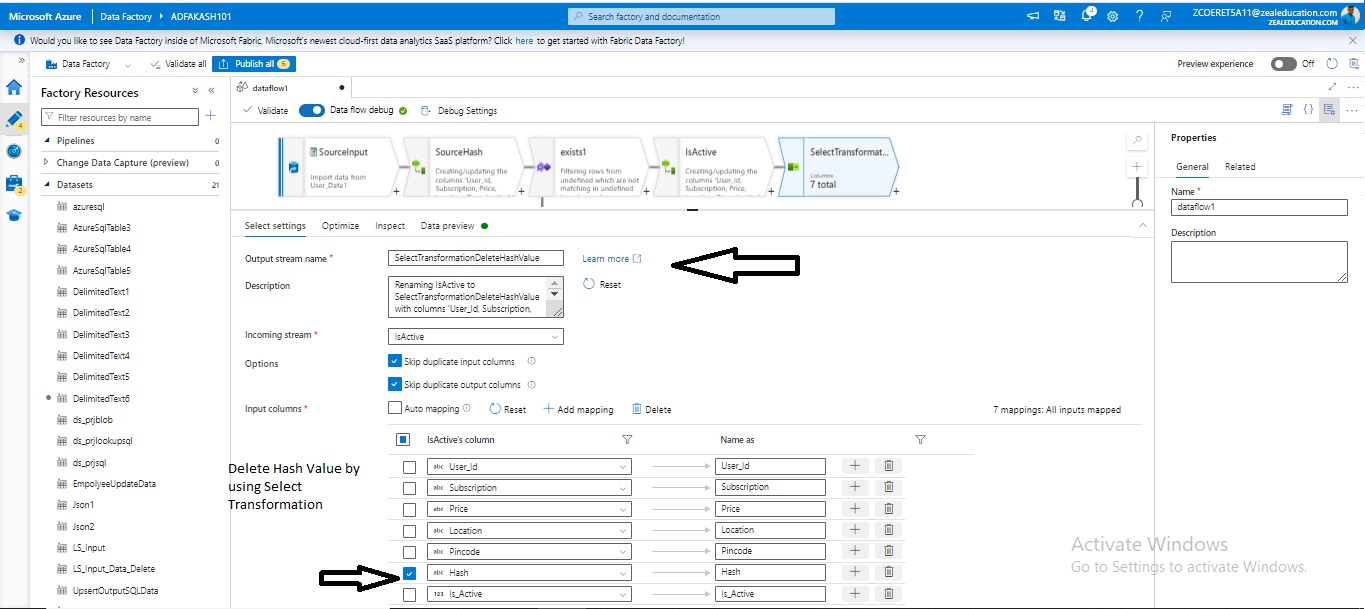 Microsoft Azure
Data Factory
ADFAKASH101
Search factory and documentation
4
ZCOERET5A11@zealeducation.com
ZEALEDUCATION.COM
Would you like to see Data Factory inside of Microsoft Fabric, Microsoft's newest cloud-first data analytics SaaS platform? Click here to get started with Fabric Data Factory!
Data Factory
Validate all
Publish all 6
Preview experience
Off
4
2
Factory Resources
Filter resources by name
Pipelines 0
Change Data Capture (preview) 0
Datasets 21
azuresql
AzureSqlTable3
AzureSqlTable4
AzureSqlTable5
DelimitedText1
DelimitedText2
DelimitedText3
DelimitedText4
DelimitedText5
DelimitedText6
ds_prjblob
ds_prjlookupsql
ds_prjsql
EmpolyeeUpdateData
Json1
Json2
LS_Input
LS_Input_Data_Delete
UpsertOutputSQLData
dataflow1
Validate
Data flow debug
Debug Settings
SourceInput
Import data from
User_Data1
SourceHash
Creating/updating the
columns 'User_Id,
Subscription, Price,
exists1
Filtering rows from
undefined which are not
matching in undefined
IsActive
Creating/updating the
columns 'User_Id,
Subscription, Price,
SelectTransformat...
Columns:
7 total
Select settings
Optimize
Inspect
Data preview
Output stream name *
SelectTransformationDeleteHashValue
Learn more
Description
Renaming IsActive to
SelectTransformationDeleteHashValue
with columns 'User_Id, Subscription,
Reset
Incoming stream *
IsActive
Options
Skip duplicate input columns
Skip duplicate output columns
Input columns *
Auto mapping
Reset
Add mapping
Delete
7 mappings: All inputs mapped
IsActive's column
Name as
abc User_Id User_Id
abc Subscription Subscription
abc Price Price
abc Location Location
abc Pincode Pincode
abc Hash Hash
123 Is_Active Is_Active
Delete Hash Value by
using Select
Transformation
Properties
General
Related
Name *
dataflow1
Description
Activate Windows
Go to Settings to activate Windows.